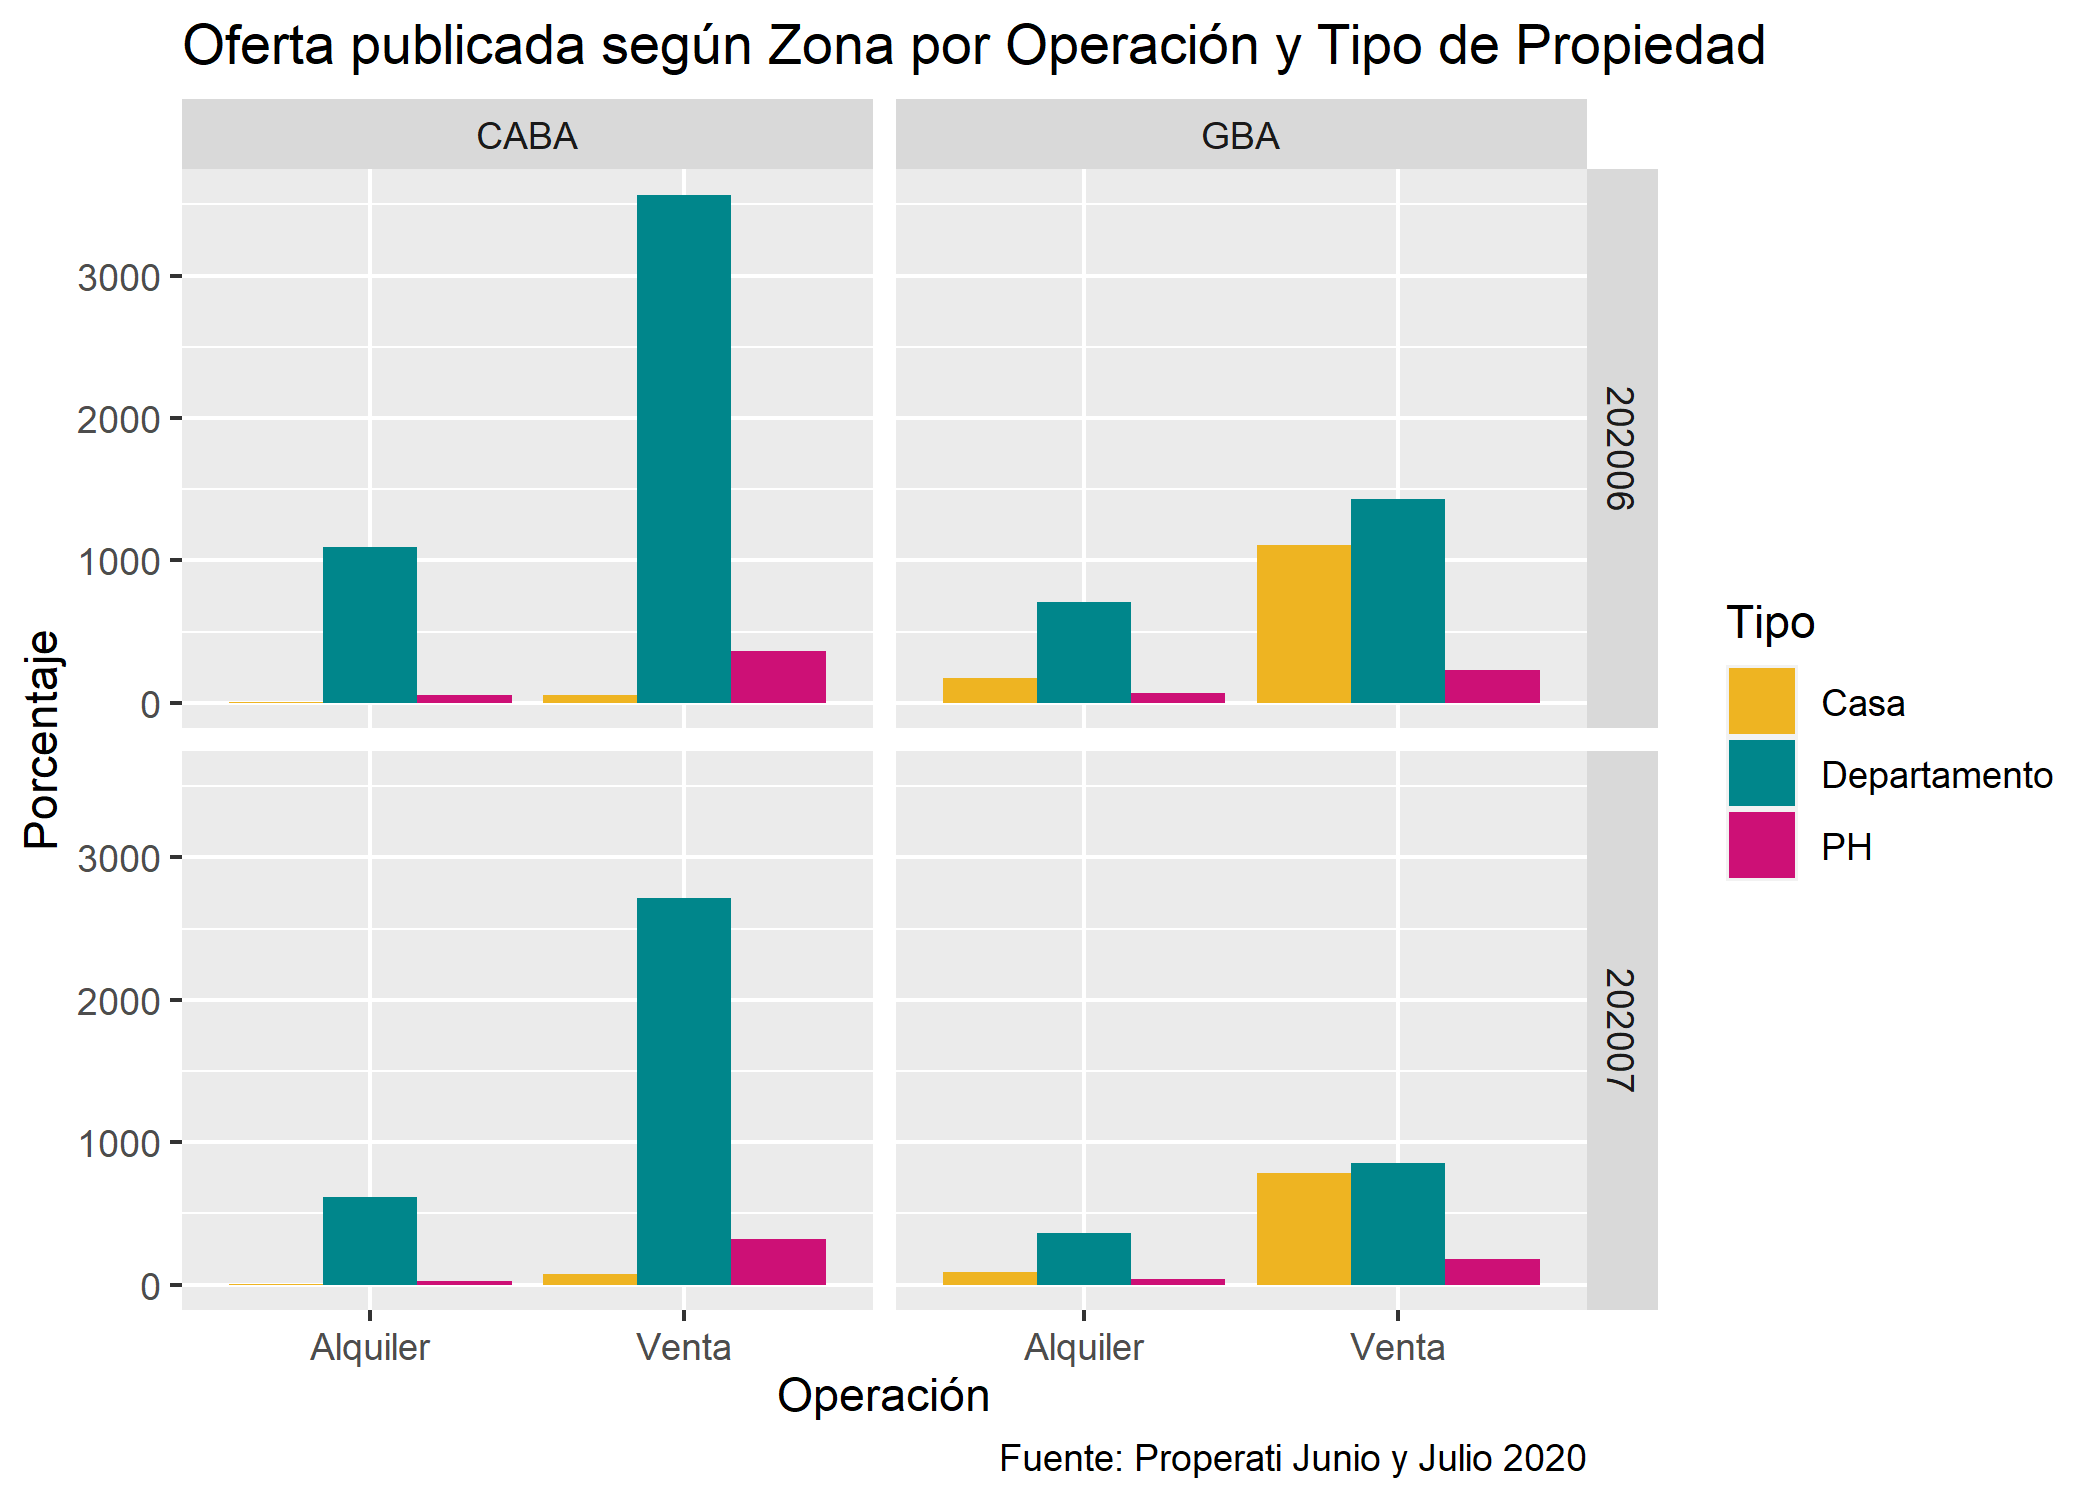 Oferta publicada según Zona por Operación y Tipo de Propiedad
CABA
GBA
202006
3000
2000
1000
0
202007
3000
2000
1000
0
Porcentaje
Alquiler
Venta
Alquiler
Venta
Operación
Tipo
Casa
Departamento
PH
Fuente: Properati Junio y Julio 2020